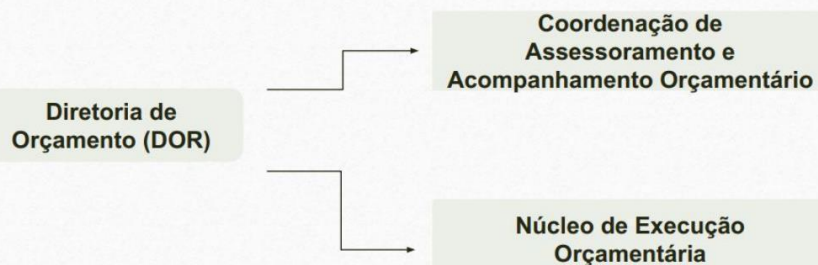 Diretoria de
Orçamento (DOR)
Coordenação de
Assessoramento e
Acompanhamento Orçamentário
Núcleo de Execução
Orçamentária